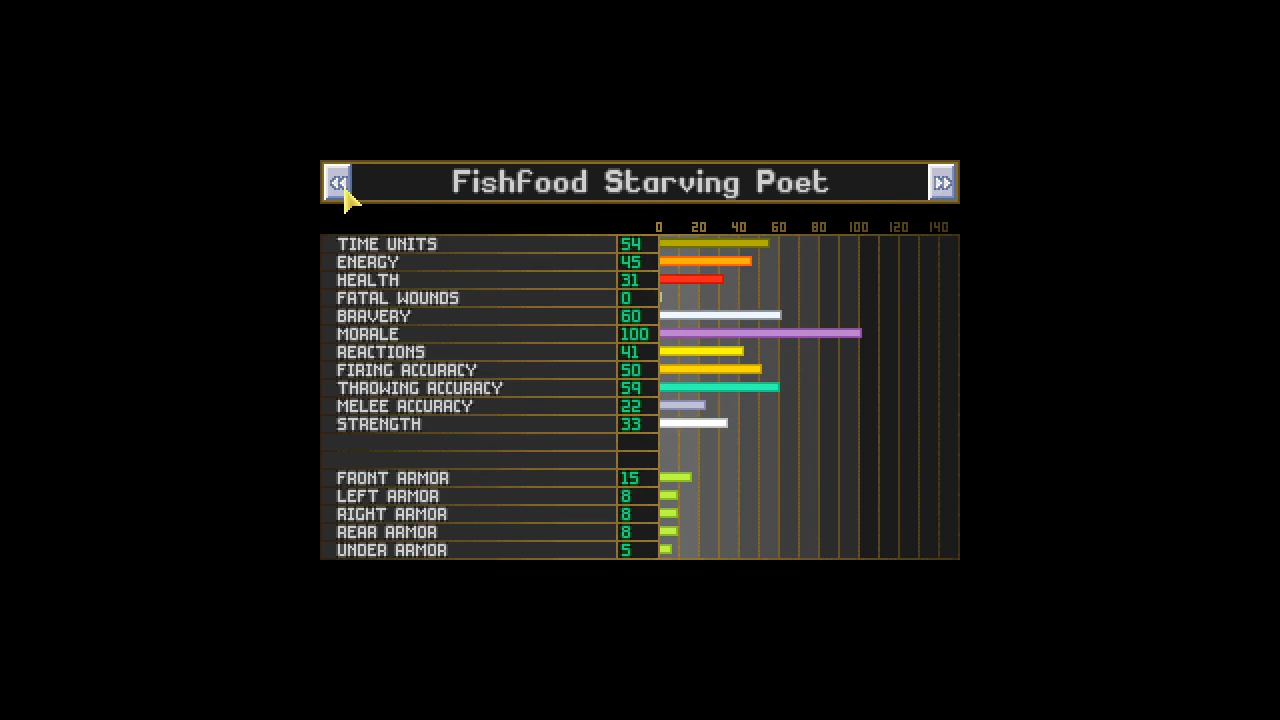 Fishfood Starving Poet
0 20 40 60 80 100 120 140
TIME UNITS 54
ENERGY 45
HEALTH 31
FATAL WOUNDS 0
BRAVERY 60
MORALE 100
REACTIONS 41
FIRING ACCURACY 50
THROWING ACCURACY 59
MELEE ACCURACY 22
STRENGTH 33
FRONT ARMOR 15
LEFT ARMOR 8
RIGHT ARMOR 8
REAR ARMOR 8
UNDER ARMOR 5